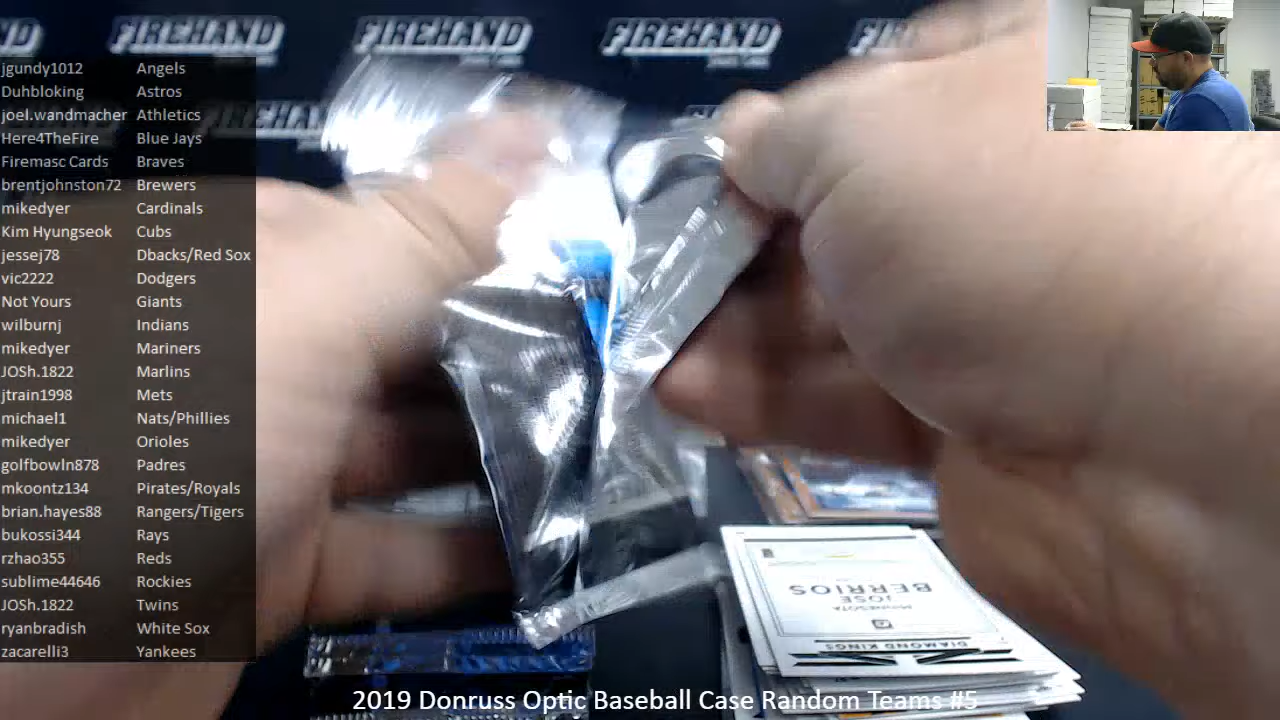 FIREHAND FIREHAND FIREHAND
FIREHAND
jgundy1012 Angels
Duhbloking Astros
joel.wandmacher Athletics
Here4TheFire Blue Jays
Firemasc Cards Braves
brentjohnston72 Brewers
mikedyer Cardinals
Kim Hyungseok Cubs
jessej78 Dbacks/Red Sox
vic2222 Dodgers
Not Yours Giants
wilburnj Indians
mikedyer Mariners
JOSh.1822 Marlins
jtrain1998 Mets
michael1 Nats/Phillies
mikedyer Orioles
golfbowln878 Padres
mkoontz134 Pirates/Royals
brian.hayes88 Rangers/Tigers
bukossi344 Rays
rzhao355 Reds
sublime44646 Rockies
JOSh.1822 Twins
ryanbradish White Sox
zacarelli3 Yankees
DIAMOND KINGS
MINNESOTA
JOSE
BERRIOS
2019 Donruss Optic Baseball Case Random Teams #5